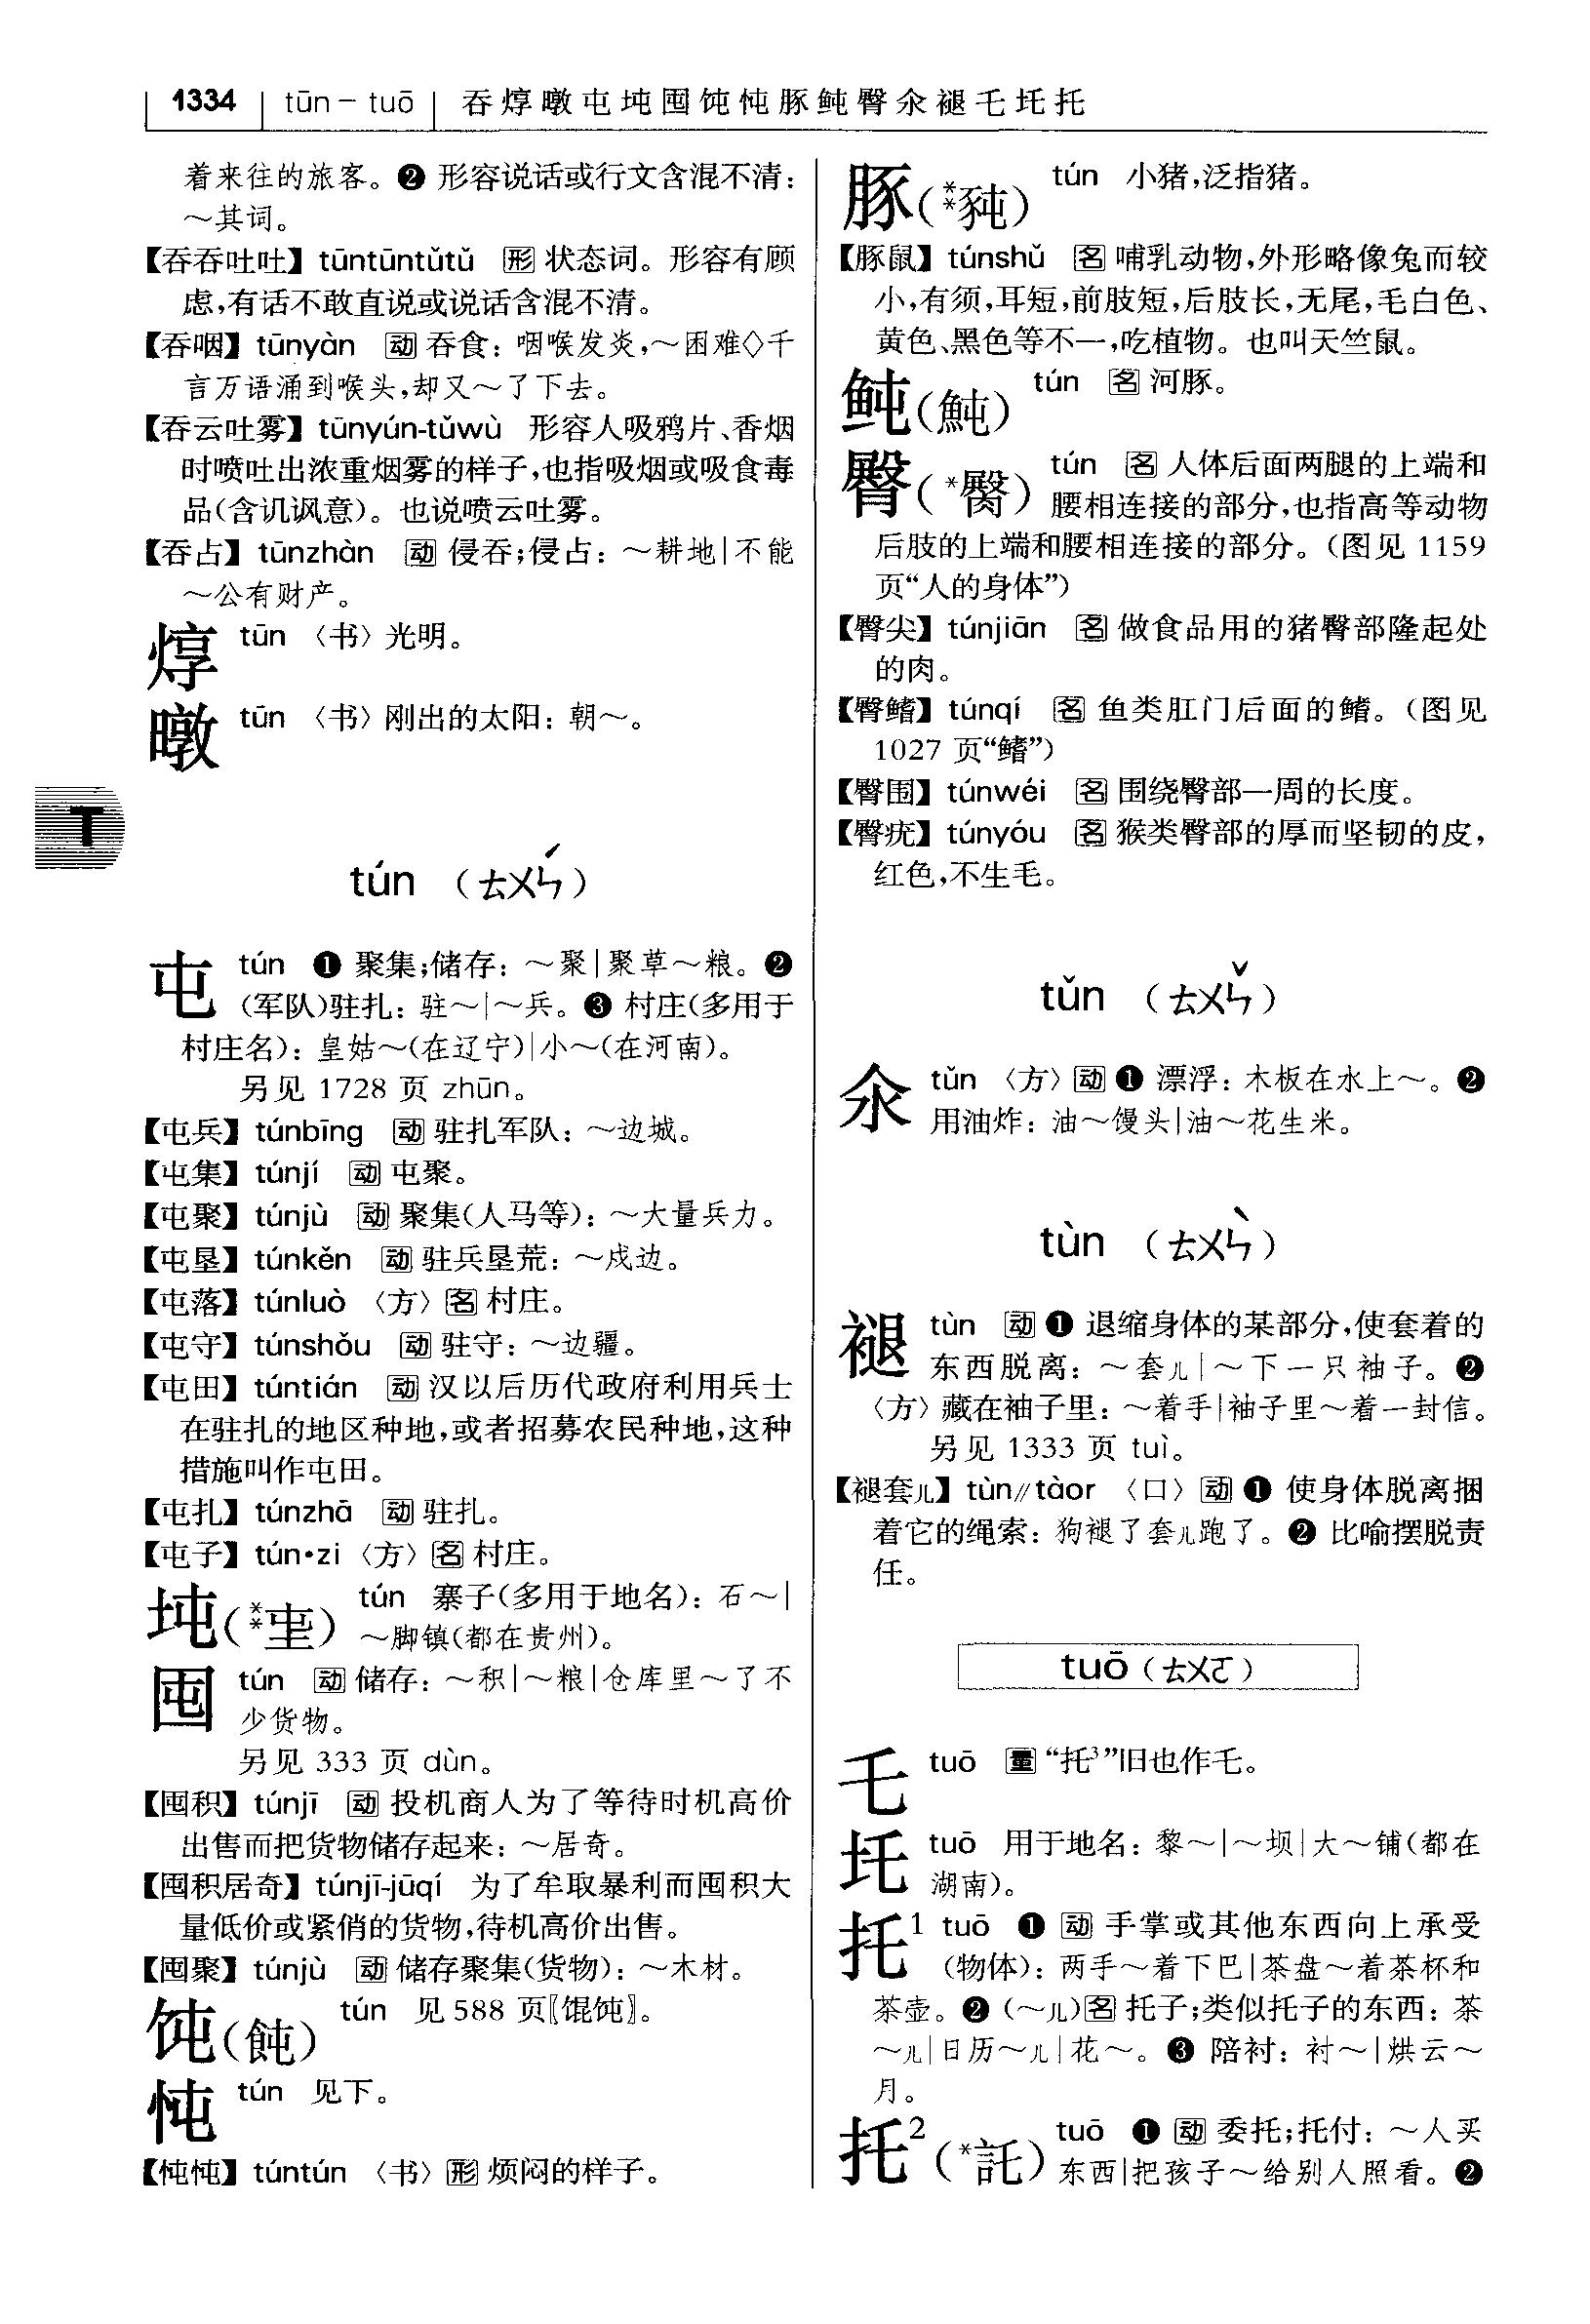 1334 tūn – tuō 吞焞暾屯坉囤饨忳豚鲀臀氽褪乇圫托
着来往的旅客。❷ 形容说话或行文含混不清：
～其词。
【吞吞吐吐】tūntūntǔtǔ 形 状态词。形容有顾
虑，有话不敢直说或说话含混不清。
【吞咽】tūnyàn 动 吞食：咽喉发炎，～困难◇千
言万语涌到喉头，却又～了下去。
【吞云吐雾】tūnyún-tǔwù 形容人吸鸦片、香烟
时喷吐出浓重烟雾的样子，也指吸烟或吸食毒
品(含讥讽意)。也说喷云吐雾。
【吞占】tūnzhàn 动 侵吞；侵占：～耕地|不能
～公有财产。
焞 tūn 〈书〉光明。
暾 tūn 〈书〉刚出的太阳：朝～。
T
tún （ㄊㄨㄣˊ）
屯 tún ❶ 聚集；储存：～聚|聚草～粮。❷
(军队)驻扎：驻～|～兵。❸ 村庄(多用于
村庄名)：皇姑～(在辽宁)|小～(在河南)。
另见 1728 页 zhūn。
【屯兵】túnbīng 动 驻扎军队：～边城。
【屯集】túnjí 动 屯聚。
【屯聚】túnjù 动 聚集(人马等)：～大量兵力。
【屯垦】túnkěn 动 驻兵垦荒：～戍边。
【屯落】túnluò 〈方〉名 村庄。
【屯守】túnshǒu 动 驻守：～边疆。
【屯田】túntián 动 汉以后历代政府利用兵士
在驻扎的地区种地，或者招募农民种地，这种
措施叫作屯田。
【屯扎】túnzhā 动 驻扎。
【屯子】tún•zi 〈方〉名 村庄。
坉(**坉) tún 寨子(多用于地名)：石～|
～脚镇(都在贵州)。
囤 tún 动 储存：～积|～粮|仓库里～了不
少货物。
另见 333 页 dùn。
【囤积】túnjī 动 投机商人为了等待时机高价
出售而把货物储存起来：～居奇。
【囤积居奇】túnjī-jūqí 为了牟取暴利而囤积大
量低价或紧俏的货物，待机高价出售。
【囤聚】túnjù 动 储存聚集(货物)：～木材。
饨(飩) tún 见 588 页〖馄饨〗。
忳 tún 见下。
【忳忳】túntún 〈书〉形 烦闷的样子。
豚(**㹠) tún 小猪，泛指猪。
【豚鼠】túnshǔ 名 哺乳动物，外形略像兔而较
小，有须，耳短，前肢短，后肢长，无尾，毛白色、
黄色、黑色等不一，吃植物。也叫天竺鼠。
鲀(魨) tún 名 河豚。
臀(*臋) tún 名 人体后面两腿的上端和
腰相连接的部分，也指高等动物
后肢的上端和腰相连接的部分。(图见 1159
页“人的身体”)
【臀尖】túnjiān 名 做食品用的猪臀部隆起处
的肉。
【臀鳍】túnqí 名 鱼类肛门后面的鳍。(图见
1027 页“鳍”)
【臀围】túnwéi 名 围绕臀部一周的长度。
【臀疣】túnyóu 名 猴类臀部的厚而坚韧的皮，
红色，不生毛。
tǔn （ㄊㄨㄣˇ）
氽 tǔn 〈方〉动 ❶ 漂浮：木板在水上～。❷
用油炸：油～馒头|油～花生米。
tùn （ㄊㄨㄣˋ）
褪 tùn 动 ❶ 退缩身体的某部分，使套着的
东西脱离：～套儿|～下一只袖子。❷
〈方〉藏在袖子里：～着手|袖子里～着一封信。
另见 1333 页 tuì。
【褪套儿】tùn∥tàor 〈口〉动 ❶ 使身体脱离捆
着它的绳索：狗褪了套儿跑了。❷ 比喻摆脱责
任。
tuō（ㄊㄨㄛ）
乇 tuō 量 “托³”旧也作乇。
圫 tuō 用于地名：黎～|～坝|大～铺(都在
湖南)。
托¹ tuō ❶ 动 手掌或其他东西向上承受
(物体)：两手～着下巴|茶盘～着茶杯和
茶壶。❷ (～儿)名 托子；类似托子的东西：茶
～儿|日历～儿|花～。❸ 陪衬：衬～|烘云～
月。
托²(*託) tuō ❶ 动 委托；托付：～人买
东西|把孩子～给别人照看。❷